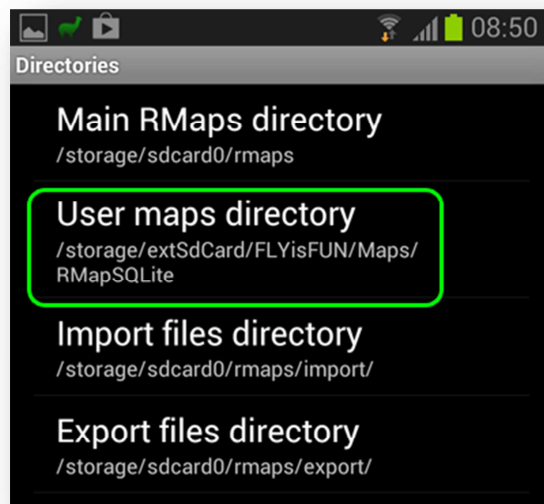 08:50
Directories
Main RMaps directory
/storage/sdcard0/rmaps
User maps directory
/storage/extSdCard/FLYisFUN/Maps/
RMapSQLite
Import files directory
/storage/sdcard0/rmaps/import/
Export files directory
/storage/sdcard0/rmaps/export/